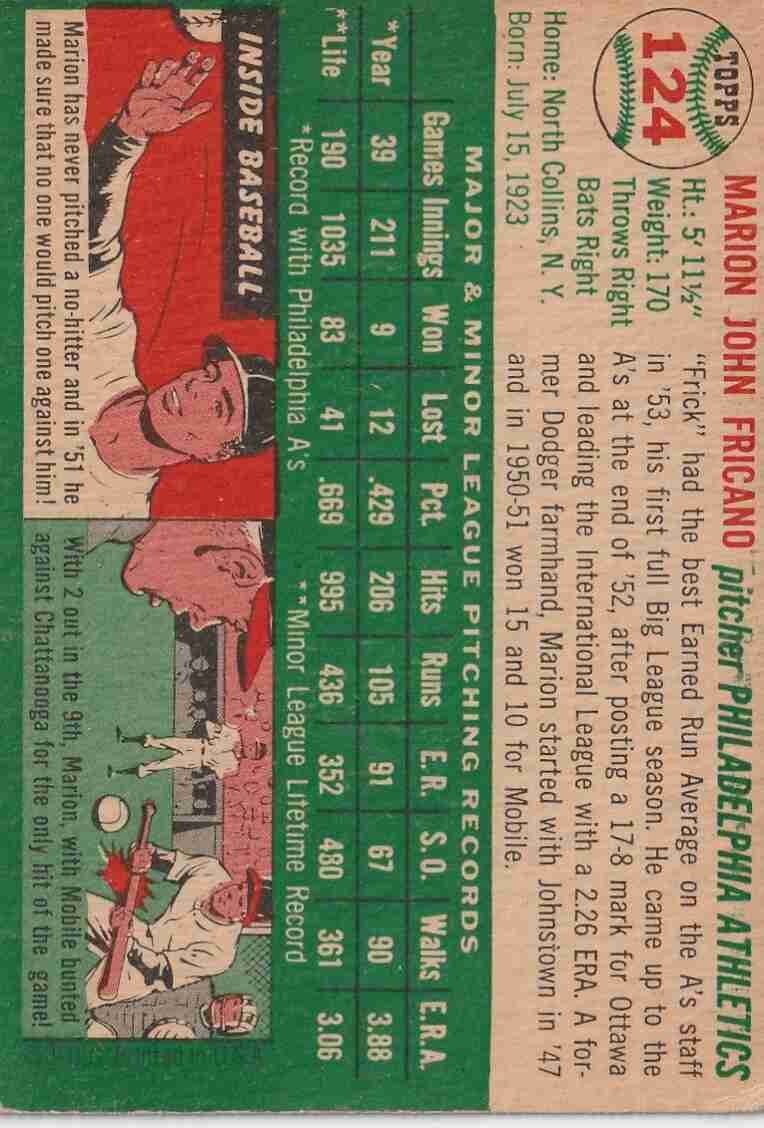 TOPPS
124
MARION JOHN FRICANO pitcher PHILADELPHIA ATHLETICS
Ht.: 5' 11½"
Weight: 170
Throws Right
Bats Right
Home: North Collins, N. Y.
Born: July 15, 1923
"Frick" had the best Earned Run Average on the A's staff
in '53, his first full Big League season. He came up to the
A's at the end of '52, after posting a 17-8 mark for Ottawa
and leading the International League with a 2.26 ERA. A for-
mer Dodger farmhand, Marion started with Johnstown in '47
and in 1950-51 won 15 and 10 for Mobile.
MAJOR & MINOR LEAGUE PITCHING RECORDS
Games Innings Won Lost Pct. Hits Runs E.R. S.O. Walks E.R.A.
*Year 39 211 9 12 .429 206 105 91 67 90 3.88
**Life 190 1035 83 41 .669 995 436 352 480 361 3.06
*Record with Philadelphia A's **Minor League Lifetime Record
INSIDE BASEBALL
Marion has never pitched a no-hitter and in '51 he
made sure that no one would pitch one against him!
With 2 out in the 9th, Marion, with Mobile bunted
against Chattanooga for the only hit of the game!
Printed in U.S.A.